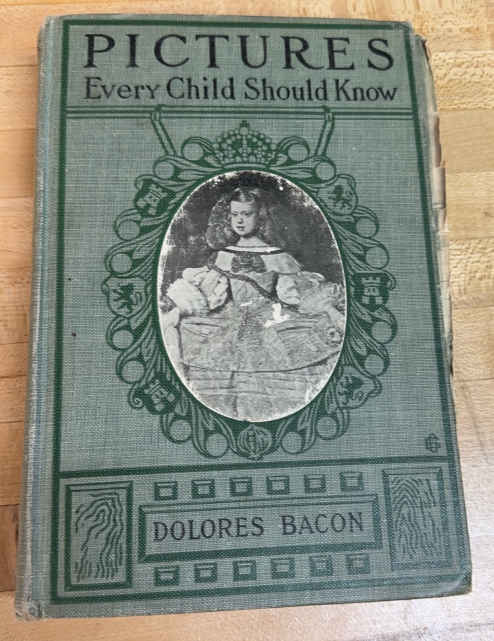 PICTURES
Every Child Should Know
DOLORES BACON